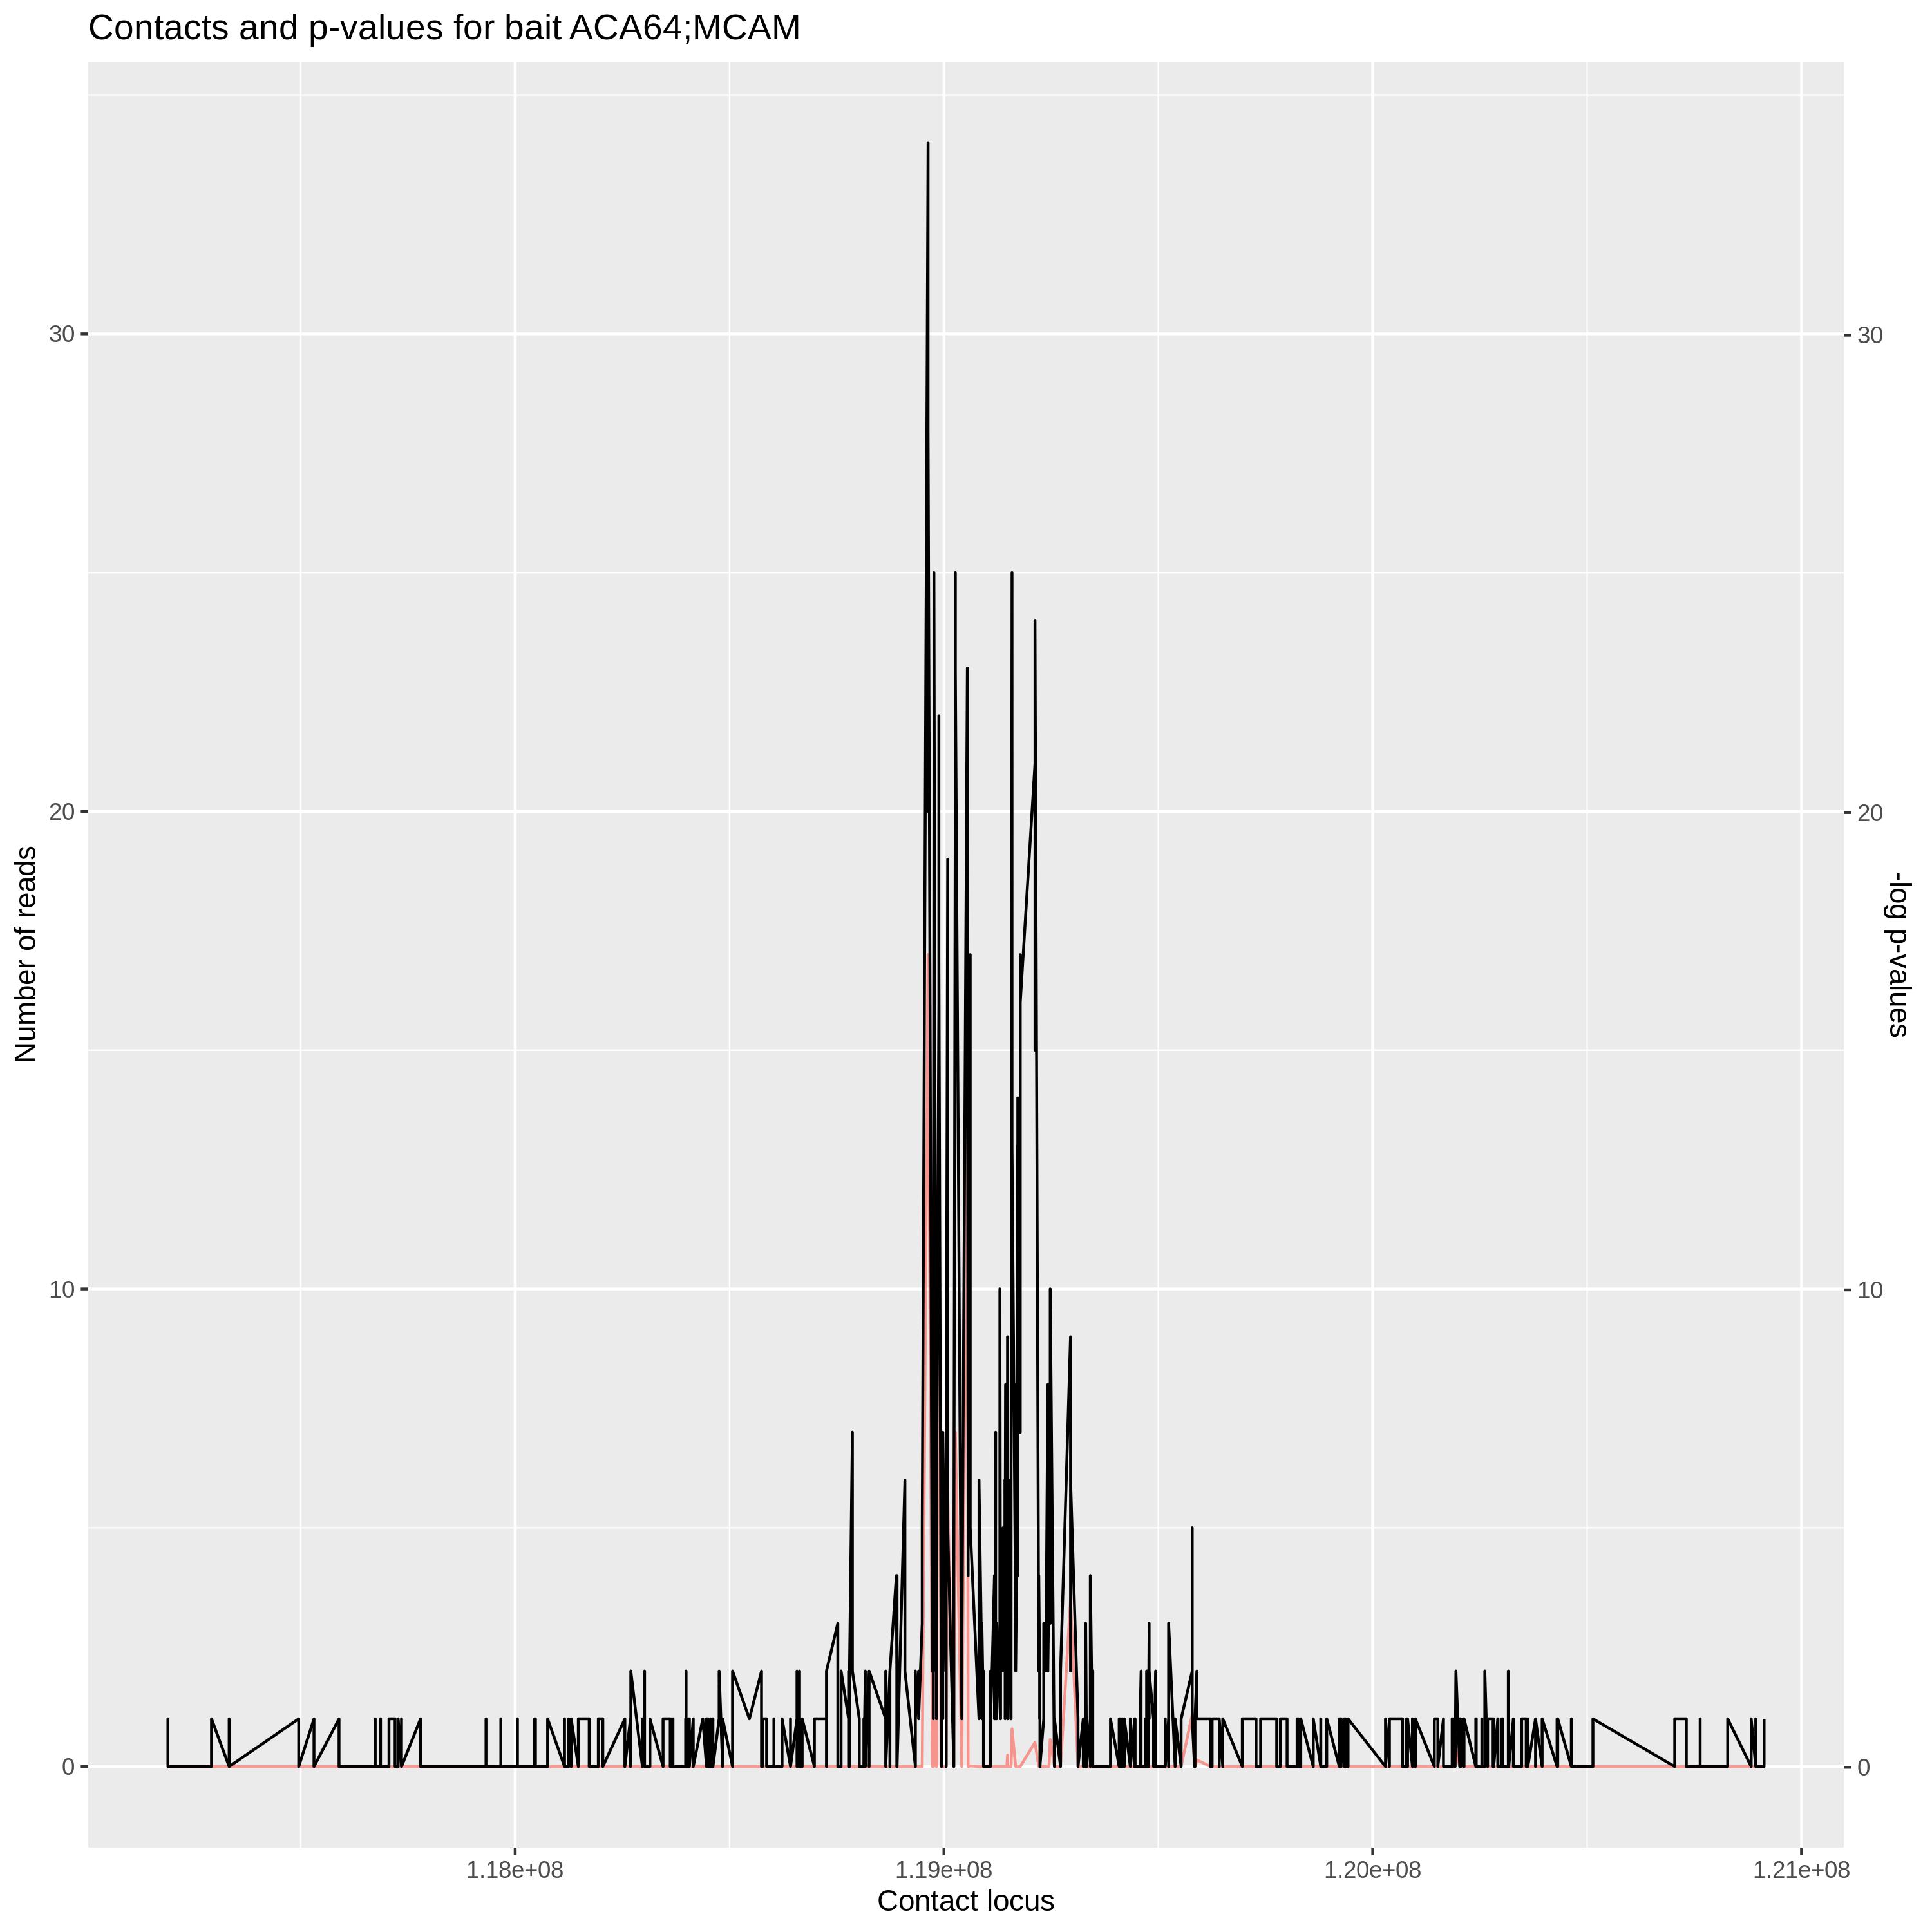 Contacts and p-values for bait ACA64;MCAM
Number of reads
30
20
10
0
30
20
10
0
-log p-values
1.18e+08
1.19e+08
1.20e+08
1.21e+08
Contact locus